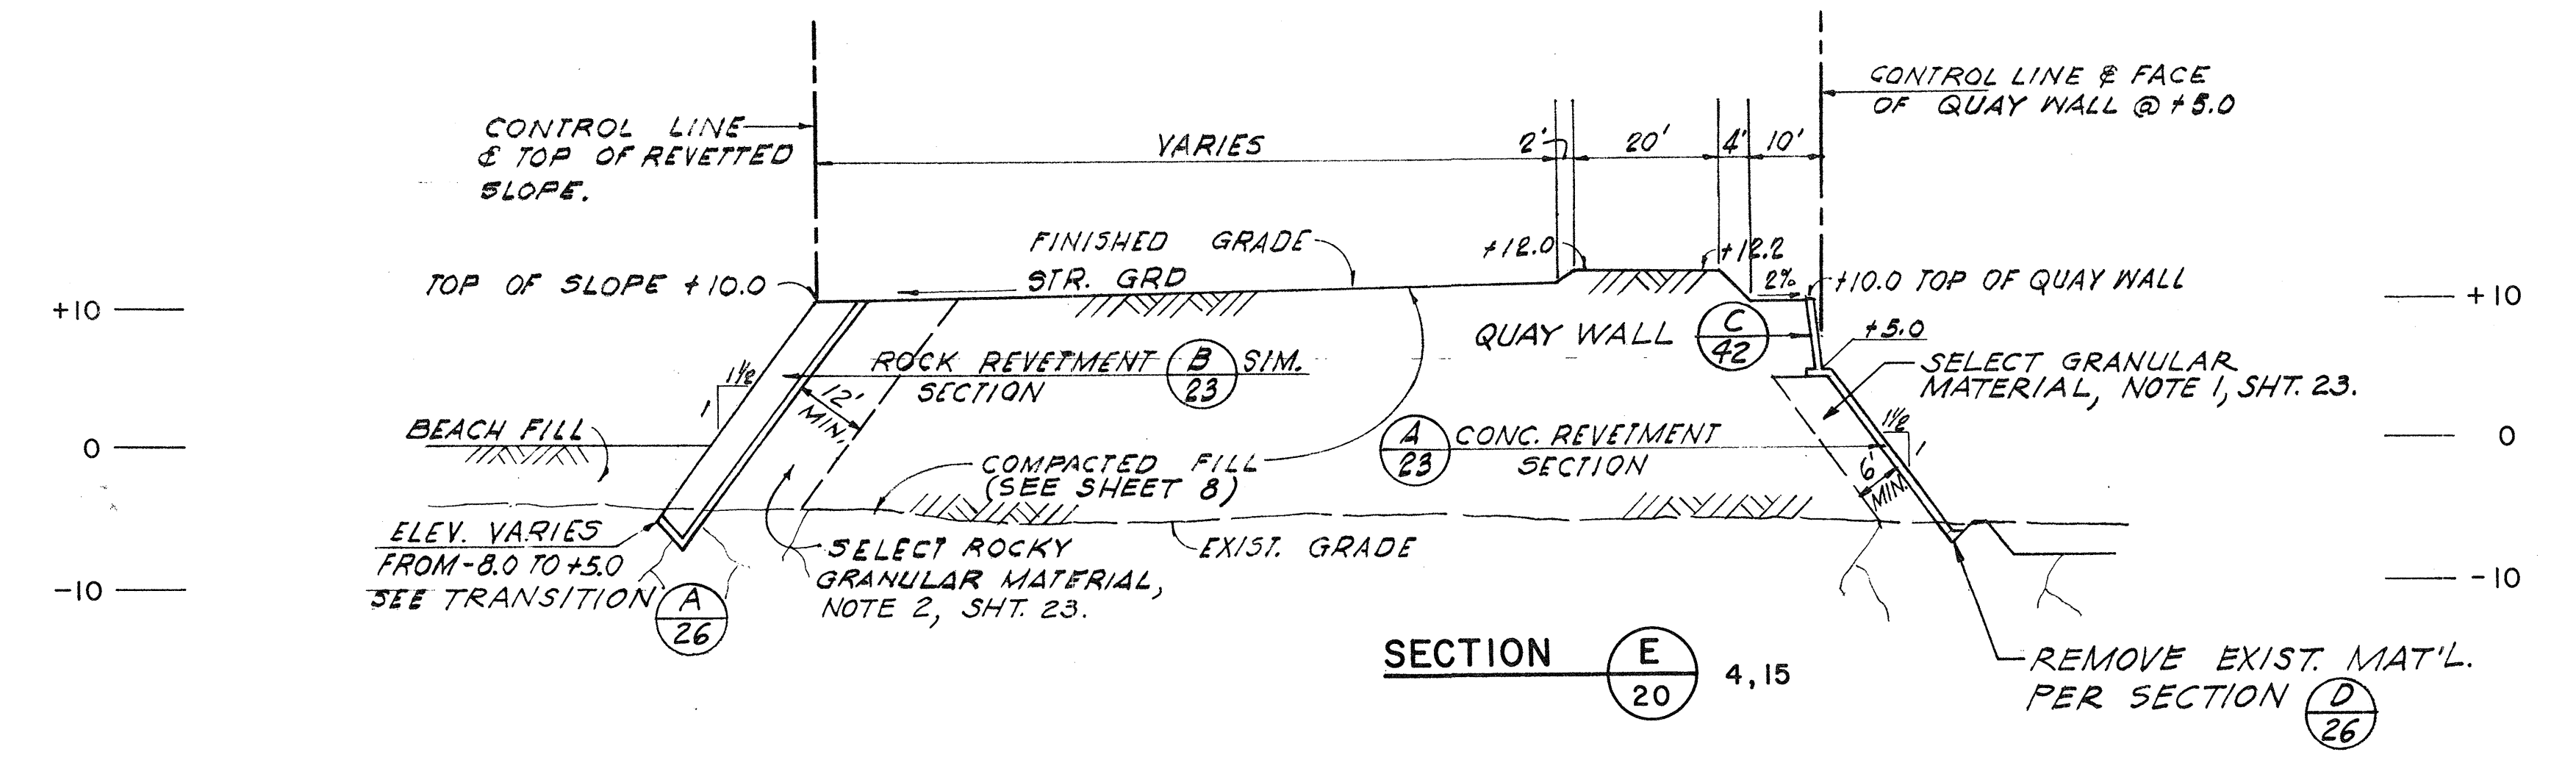 CONTROL LINE & FACE
OF QUAY WALL @ +5.0
CONTROL LINE
& TOP OF REVETTED
SLOPE.
VARIES
2'
20'
4'
10'
FINISHED GRADE
+12.0
+12.2
TOP OF SLOPE +10.0
STR. GRD
2%
+10.0 TOP OF QUAY WALL
+10
+10
QUAY WALL
C
42
+5.0
ROCK REVETMENT
SECTION
B
23
SIM.
SELECT GRANULAR
MATERIAL, NOTE 1, SHT. 23.
1½
1
12'
MIN.
BEACH FILL
A
23
CONC. REVETMENT
SECTION
1½
1
0
0
COMPACTED FILL
(SEE SHEET 8)
6'
MIN.
ELEV. VARIES
FROM -8.0 TO +5.0
SEE TRANSITION
A
26
SELECT ROCKY
GRANULAR MATERIAL,
NOTE 2, SHT. 23.
EXIST. GRADE
-10
-10
SECTION
E
20
4,15
REMOVE EXIST. MAT'L.
PER SECTION
D
26